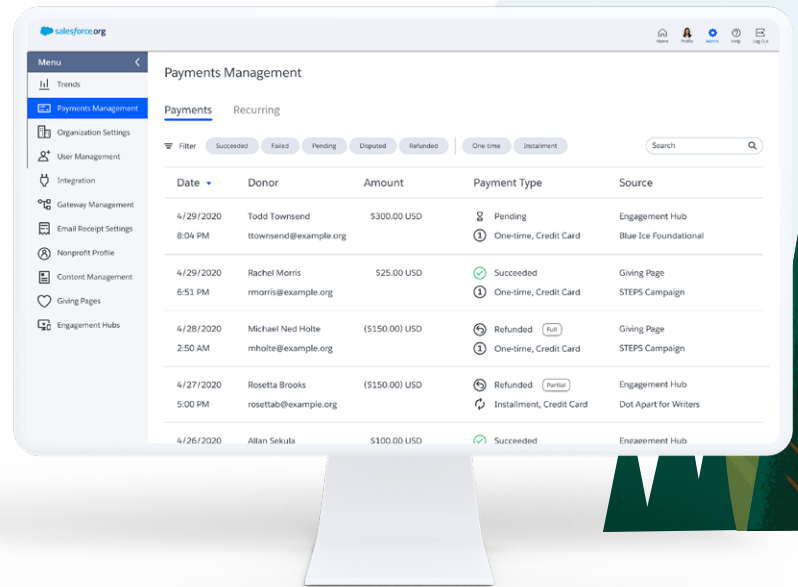 salesforce.org
Home Profile Admin Help Log Out
Menu
Trends
Payments Management
Organization Settings
User Management
Integration
Gateway Management
Email Receipt Settings
Nonprofit Profile
Content Management
Giving Pages
Engagement Hubs
Payments Management
Payments Recurring
Filter Succeeded Failed Pending Disputed Refunded One-time Installment Search
Date Donor Amount Payment Type Source
4/29/2020 Todd Townsend $300.00 USD Pending Engagement Hub
8:04 PM ttownsend@example.org 1 One-time, Credit Card Blue Ice Foundational
4/29/2020 Rachel Morris $25.00 USD Succeeded Giving Page
6:51 PM rmorris@example.org 1 One-time, Credit Card STEPS Campaign
4/28/2020 Michael Ned Holte ($150.00) USD Refunded Full Giving Page
2:50 AM mholte@example.org 1 One-time, Credit Card STEPS Campaign
4/27/2020 Rosetta Brooks ($150.00) USD Refunded Partial Engagement Hub
5:00 PM rosettab@example.org Installment, Credit Card Dot Apart for Writers
4/26/2020 Allan Sekula $100.00 USD Succeeded Engagement Hub